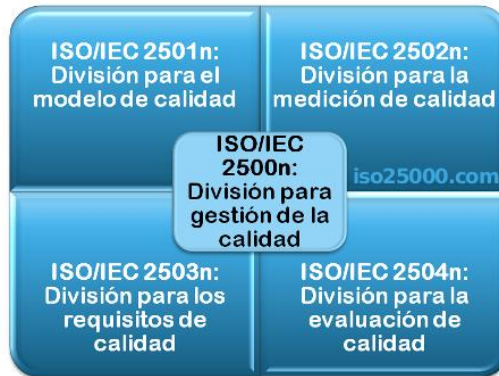 ISO/IEC 2501n:
División para el
modelo de calidad
ISO/IEC 2502n:
División para la
medición de calidad
ISO/IEC
2500n:
División para
gestión de la
calidad
iso25000.com
ISO/IEC 2503n:
División para los
requisitos de
calidad
ISO/IEC 2504n:
División para la
evaluación de
calidad